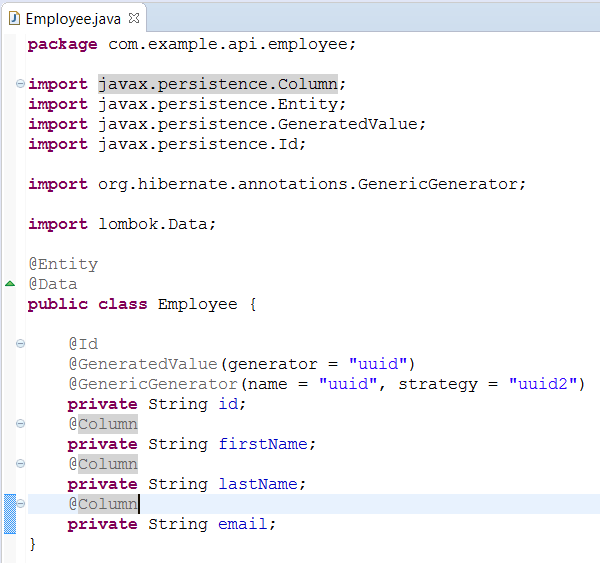 Employee.java
package com.example.api.employee;
import javax.persistence.Column;
import javax.persistence.Entity;
import javax.persistence.GeneratedValue;
import javax.persistence.Id;
import org.hibernate.annotations.GenericGenerator;
import lombok.Data;
@Entity
@Data
public class Employee {
@Id
@GeneratedValue(generator = "uuid")
@GenericGenerator(name = "uuid", strategy = "uuid2")
private String id;
@Column
private String firstName;
@Column
private String lastName;
@Column
private String email;
}